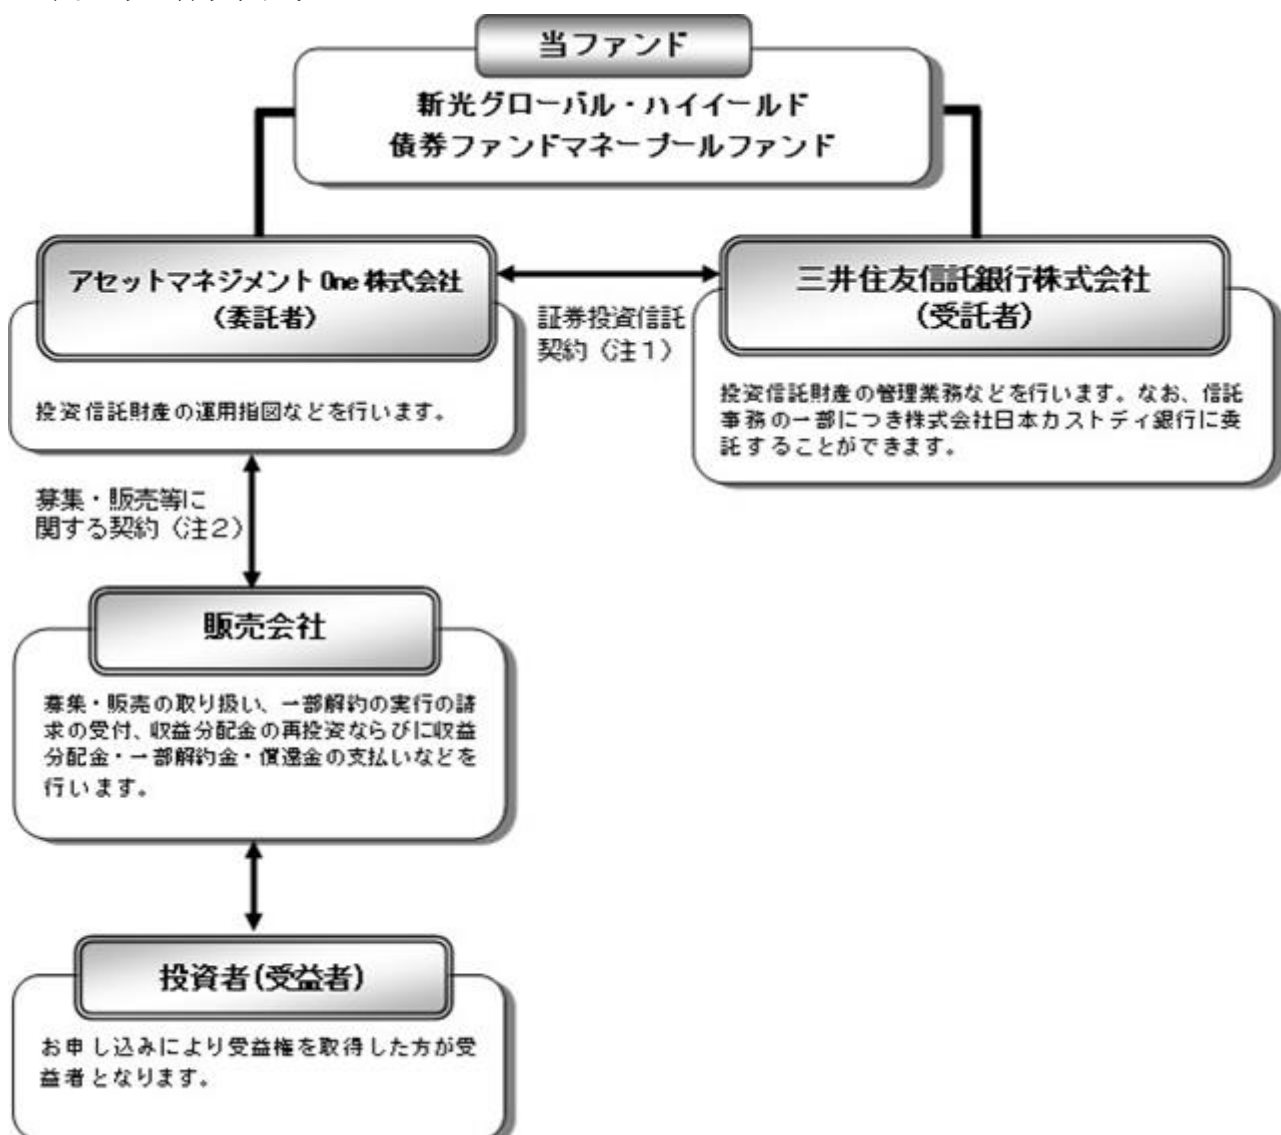 当ファンド
新光グローバル・ハイイールド
債券ファンドマネープールファンド
アセットマネジメントOne株式会社
（委託者）
投資信託財産の運用指図などを行います。
証券投資信託
契約（注1）
三井住友信託銀行株式会社
（受託者）
投資信託財産の管理業務などを行います。なお、信託
事務の一部につき株式会社日本カストディ銀行に委
託することができます。
募集・販売等に
関する契約（注2）
販売会社
募集・販売の取り扱い、一部解約の実行の請
求の受付、収益分配金の再投資ならびに収益
分配金・一部解約金・償還金の支払いなどを
行います。
投資者(受益者)
お申し込みにより受益権を取得した方が受
益者となります。